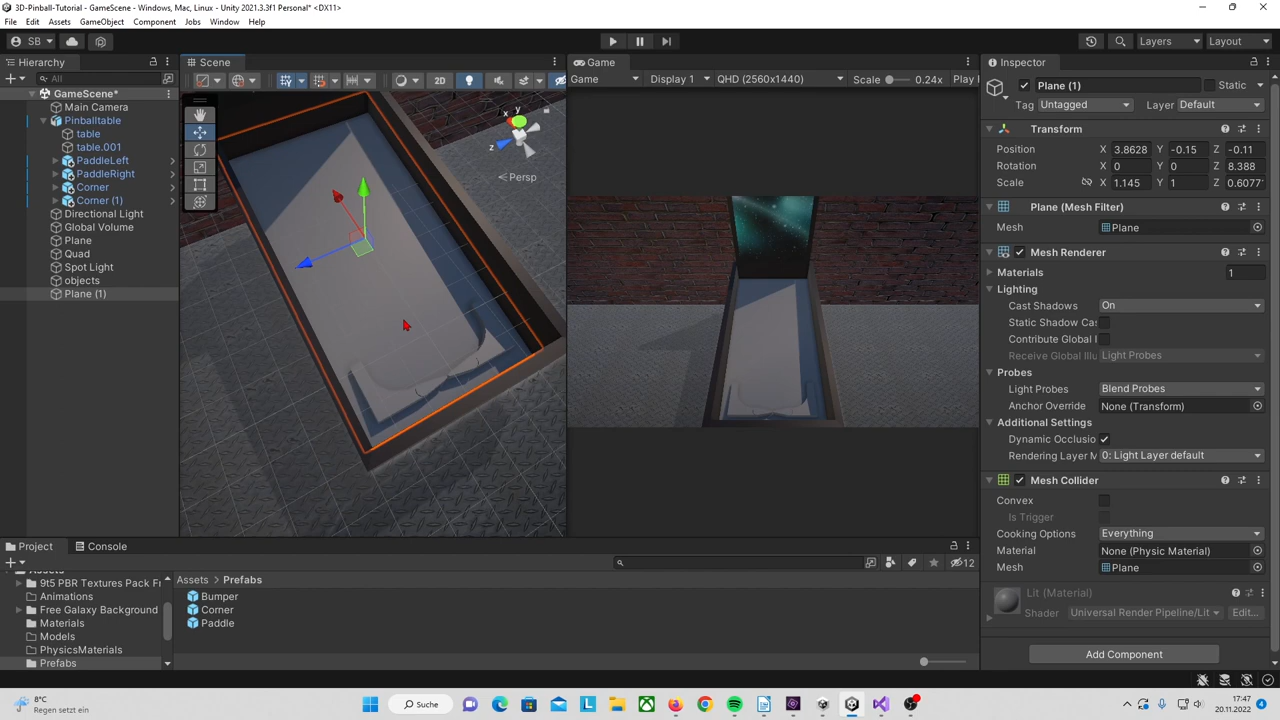 3D-Pinball-Tutorial - GameScene - Windows, Mac, Linux - Unity 2021.3.3f1 Personal* <DX11>
File Edit Assets GameObject Component Jobs Window Help
SB
Layers Layout
Hierarchy
All
GameScene*
Main Camera
Pinballtable
table
table.001
PaddleLeft
PaddleRight
Corner
Corner (1)
Directional Light
Global Volume
Plane
Quad
Spot Light
objects
Plane (1)
Scene
2D
y
x
z
Persp
Game
Game Display 1 QHD (2560x1440) Scale 0.24x Play
Inspector
Plane (1) Static
Tag Untagged Layer Default
Transform
Position X 3.8628 Y -0.15 Z -0.11
Rotation X 0 Y 0 Z 8.388
Scale X 1.145 Y 1 Z 0.6077
Plane (Mesh Filter)
Mesh Plane
Mesh Renderer
Materials 1
Lighting
Cast Shadows On
Static Shadow Cas
Contribute Global I
Receive Global Illu Light Probes
Probes
Light Probes Blend Probes
Anchor Override None (Transform)
Additional Settings
Dynamic Occlusio
Rendering Layer M 0: Light Layer default
Mesh Collider
Convex
Is Trigger
Cooking Options Everything
Material None (Physic Material)
Mesh Plane
Lit (Material)
Shader Universal Render Pipeline/Lit Edit...
Add Component
Project Console
12
Assets
9t5 PBR Textures Pack Fr
Animations
Free Galaxy Background
Materials
Models
PhysicsMaterials
Prefabs
Assets > Prefabs
Bumper
Corner
Paddle
8°C
Regen setzt ein
Suche
17:47
20.11.2022